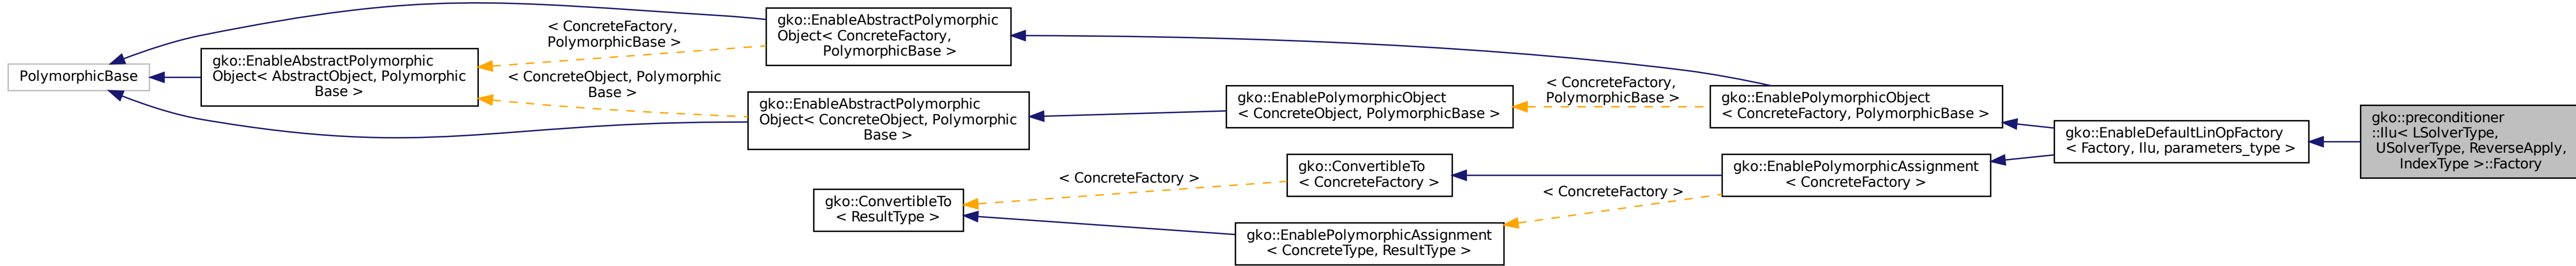 PolymorphicBase
gko::EnableAbstractPolymorphic
Object< AbstractObject, Polymorphic
Base >
< ConcreteFactory,
PolymorphicBase >
< ConcreteObject, Polymorphic
Base >
gko::EnableAbstractPolymorphic
Object< ConcreteFactory,
PolymorphicBase >
gko::EnableAbstractPolymorphic
Object< ConcreteObject, Polymorphic
Base >
gko::ConvertibleTo
< ResultType >
< ConcreteFactory >
gko::EnablePolymorphicObject
< ConcreteObject, PolymorphicBase >
gko::ConvertibleTo
< ConcreteFactory >
gko::EnablePolymorphicAssignment
< ConcreteType, ResultType >
< ConcreteFactory,
PolymorphicBase >
< ConcreteFactory >
gko::EnablePolymorphicObject
< ConcreteFactory, PolymorphicBase >
gko::EnablePolymorphicAssignment
< ConcreteFactory >
gko::EnableDefaultLinOpFactory
< Factory, Ilu, parameters_type >
gko::preconditioner
::Ilu< LSolverType,
USolverType, ReverseApply,
IndexType >::Factory